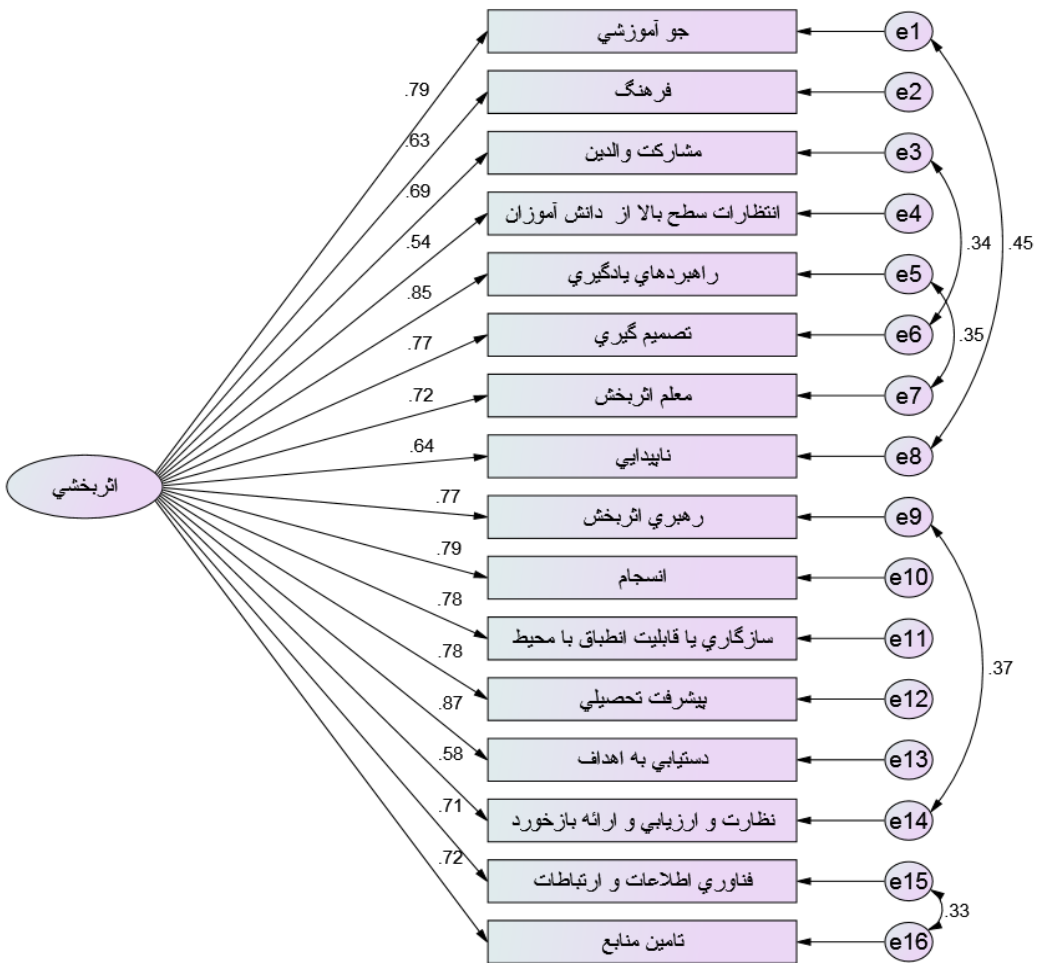 جو آموزشي
e1
.79
فرهنگ
e2
.63
مشاركت والدين
e3
.69
انتظارات سطح بالا از دانش آموزان
e4
.54
.34
.45
راهبردهاي يادگيري
e5
.85
تصميم گيري
e6
.77
.35
معلم اثربخش
e7
.72
ناپيدايي
e8
.64
اثربخشي
رهبري اثربخش
e9
.77
انسجام
e10
.79
سازگاري يا قابليت انطباق با محيط
e11
.78
.37
پيشرفت تحصيلي
e12
.78
دستيابي به اهداف
e13
.87
.58
نظارت و ارزيابي و ارائه بازخورد
e14
.71
فناوري اطلاعات و ارتباطات
e15
.72
.33
تامين منابع
e16